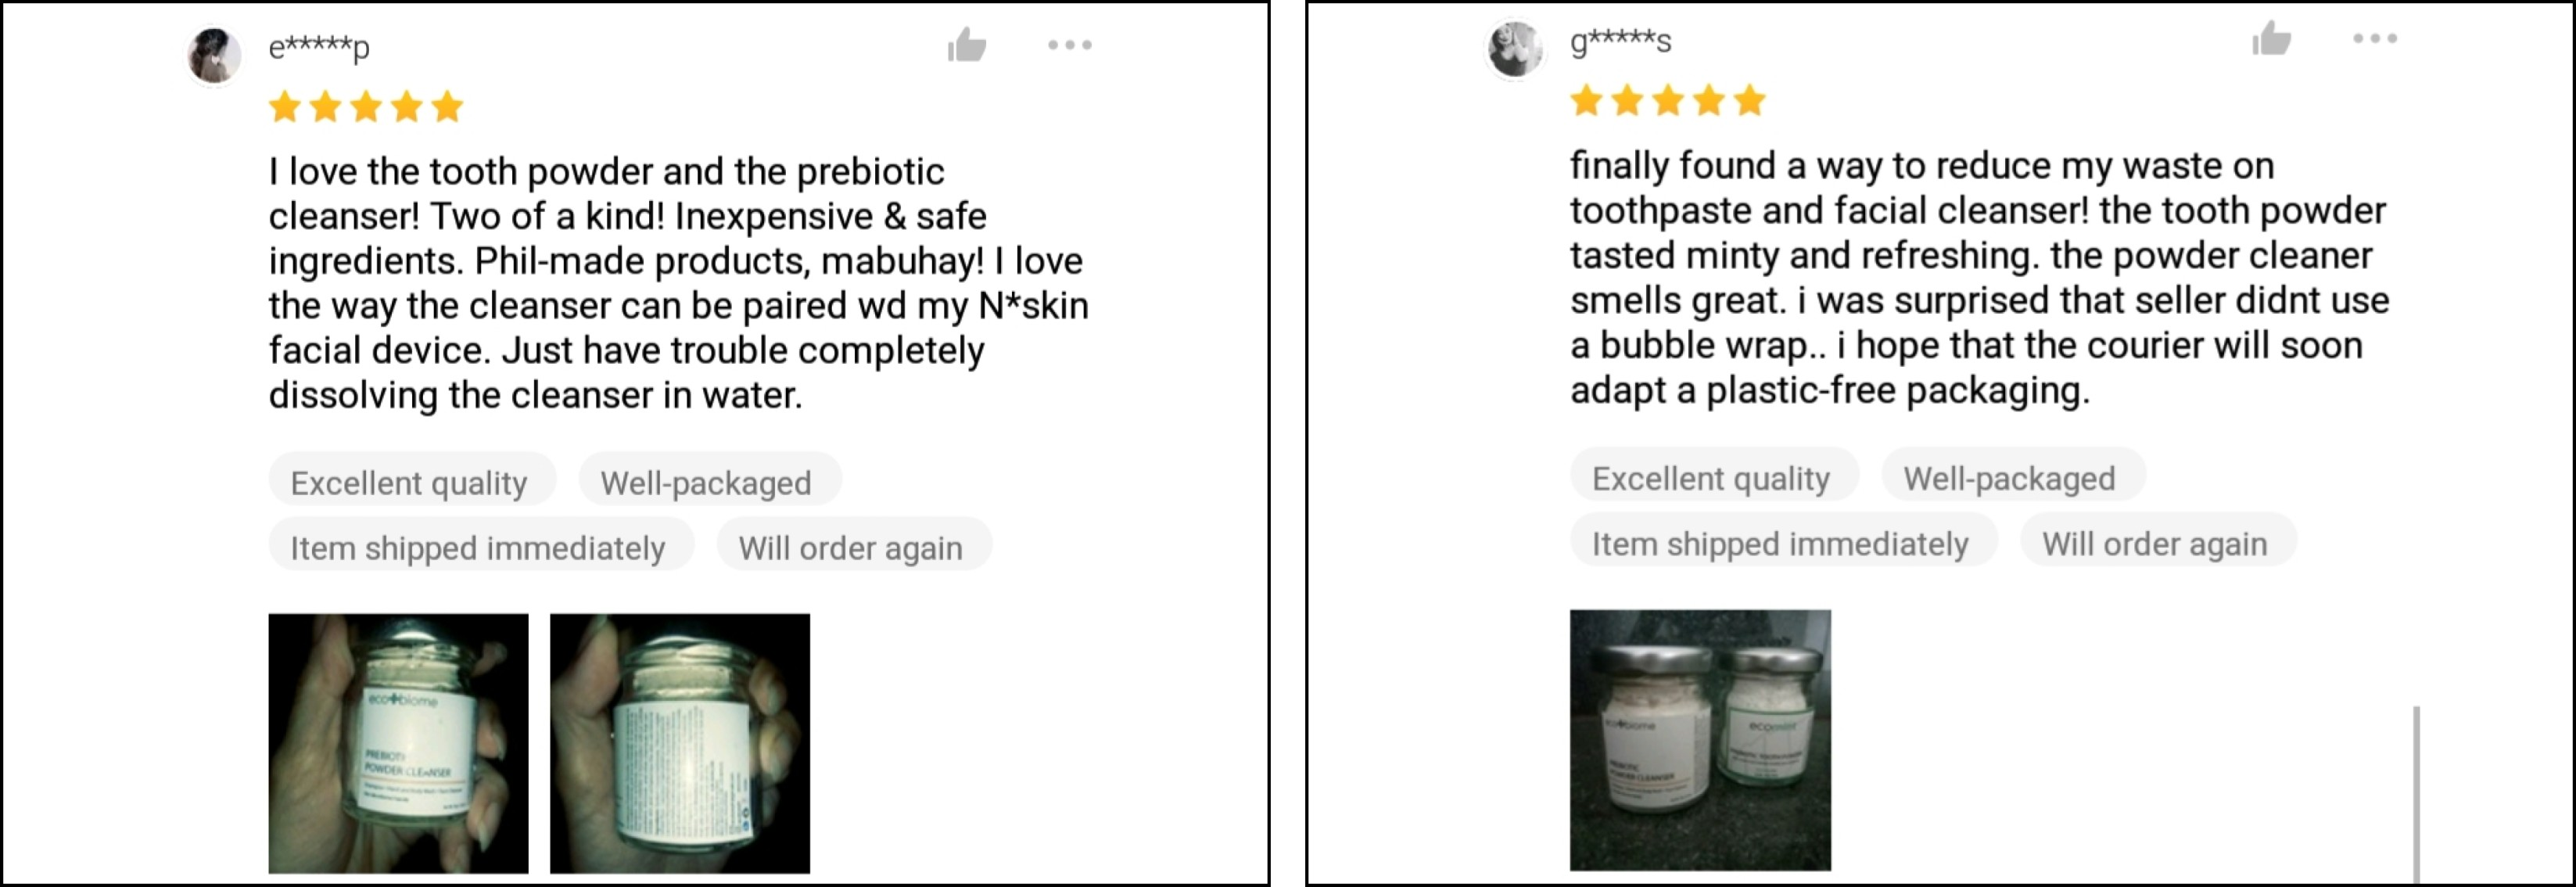 e*****p
I love the tooth powder and the prebiotic
cleanser! Two of a kind! Inexpensive & safe
ingredients. Phil-made products, mabuhay! I love
the way the cleanser can be paired wd my N*skin
facial device. Just have trouble completely
dissolving the cleanser in water.
Excellent quality
Well-packaged
Item shipped immediately
Will order again
eco+biome
PREBIOTI
POWDER CLEANSER
g*****s
finally found a way to reduce my waste on
toothpaste and facial cleanser! the tooth powder
tasted minty and refreshing. the powder cleaner
smells great. i was surprised that seller didnt use
a bubble wrap.. i hope that the courier will soon
adapt a plastic-free packaging.
Excellent quality
Well-packaged
Item shipped immediately
Will order again
eco+biome
PREBIOTIC
POWDER CLEANSER
ecomint